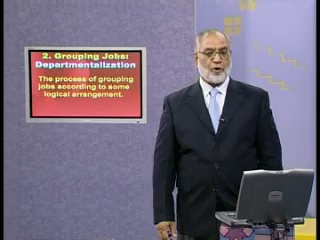 2. Grouping Jobs:
Departmentalization
The process of grouping
jobs according to some
logical arrangement.